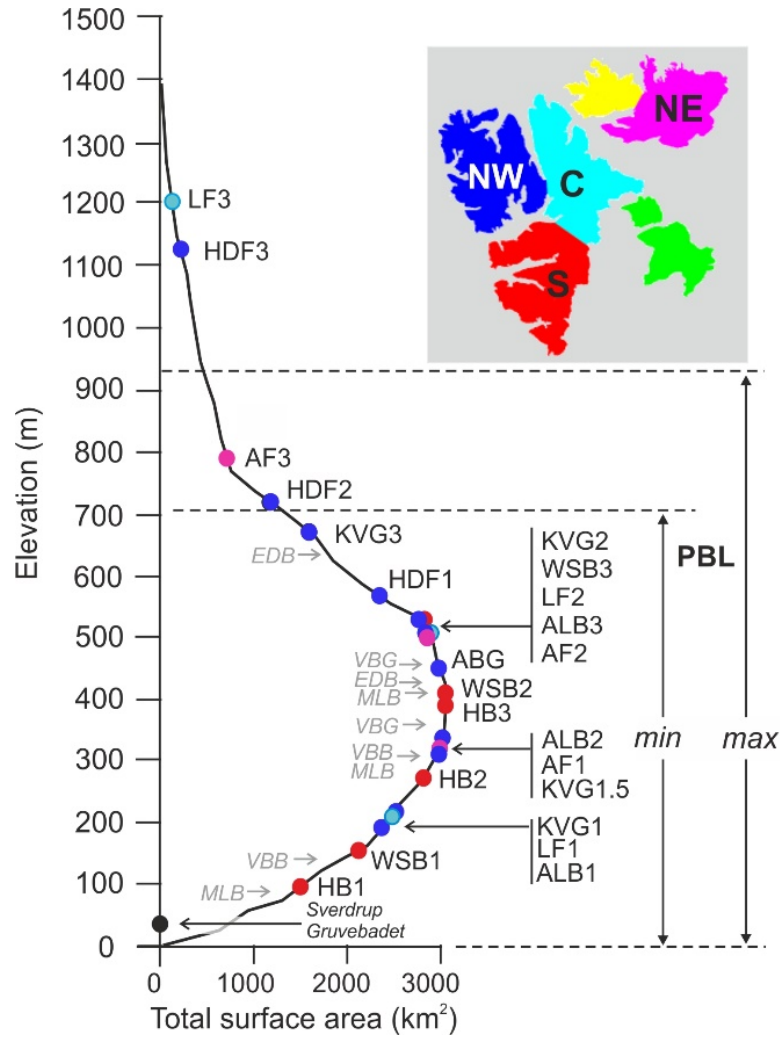 1500
1400
1300
1200
1100
1000
900
800
700
600
500
400
300
200
100
0
Elevation (m)
LF3
HDF3
AF3
HDF2
KVG3
EDB
HDF1
VBG
EDB
MLB
VBG
VBB
MLB
ABG
WSB2
HB3
HB2
VBB
WSB1
MLB
HB1
Sverdrup
Gruvebadet
KVG2
WSB3
LF2
ALB3
AF2
ALB2
AF1
KVG1.5
KVG1
LF1
ALB1
PBL
min
max
NW
C
NE
S
0
1000
2000
3000
Total surface area (km²)